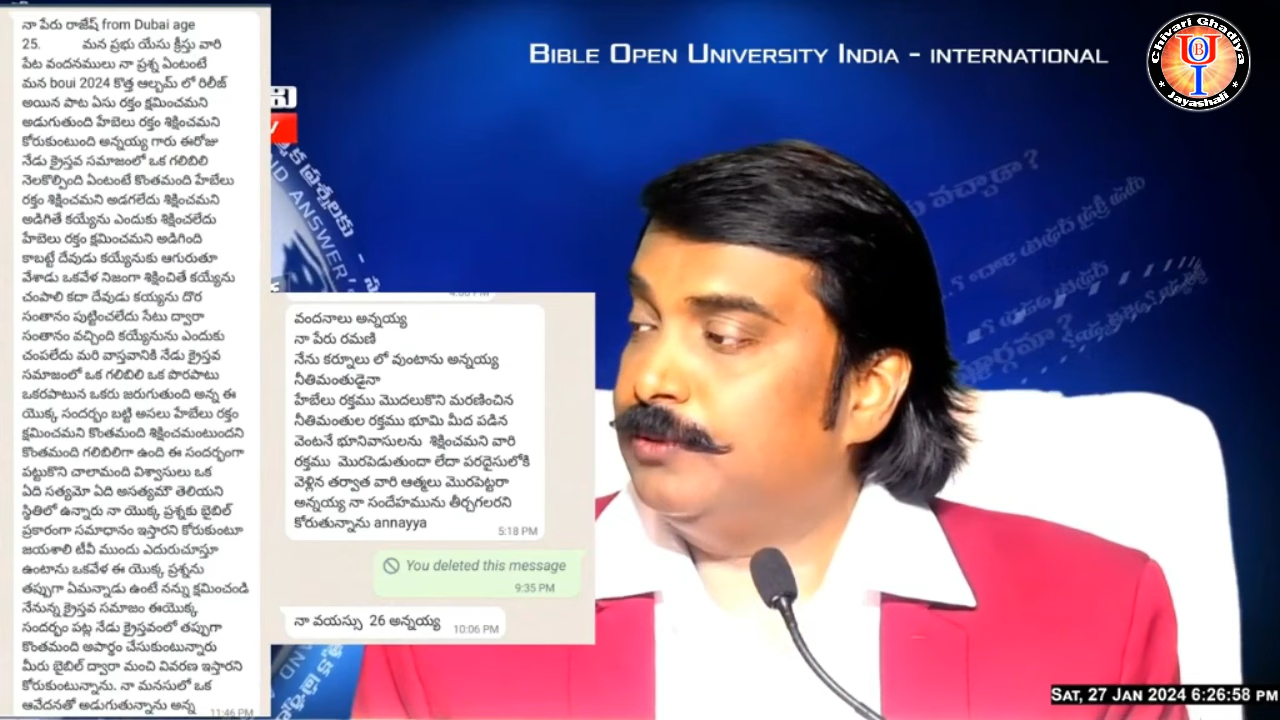 నా పేరు రాజేష్ from Dubai age
25. మన ప్రభు యేసు క్రీస్తు వారి
పేట వందనములు నా ప్రశ్న ఏంటంటే
మన boui 2024 కొత్త ఆల్బమ్ లో రిలీజ్
అయిన పాట ఏసు రక్తం క్షమించమని
అడుగుతుంది హేబెలు రక్తం శిక్షించమని
కోరుకుంటుంది అన్నయ్య గారు ఈరోజు
నేడు క్రైస్తవ సమాజంలో ఒక గలిబిలి
నెలకొల్పింది ఏంటంటే కొంతమంది హేబేలు
రక్తం శిక్షించమని అడగలేదు శిక్షించమని
అడిగితే కయ్యేను ఎందుకు శిక్షించలేదు
హేబెలు రక్తం క్షమించమని అడిగింది
కాబట్టే దేవుడు కయ్యేనుకు ఆగురుతూ
వేశాడు ఒకవేళ నిజంగా శిక్షించితే కయ్యేను
చంపాలి కదా దేవుడు కయ్యను దొర
సంతానం పుట్టించలేదు సేటు ద్వారా
సంతానం వచ్చింది కయ్యేనును ఎందుకు
చంపలేదు మరి వాస్తవానికి నేడు క్రైస్తవ
సమాజంలో ఒక గలిబిలి ఒక పొరపాటు
ఒకరపాటున ఒకరు జరుగుతుంది అన్న ఈ
యొక్క సందర్భం బట్టి అసలు హేబేలు రక్తం
క్షమించమని కొంతమంది శిక్షించమంటుందని
కొంతమంది గలిబిలిగా ఉంది ఈ సందర్భంగా
పట్టుకొని చాలామంది విశ్వాసులు ఒక
ఏది సత్యమో ఏది అసత్యమౌ తెలియని
స్థితిలో ఉన్నారు నా యొక్క ప్రశ్నకు బైబిల్
ప్రకారంగా సమాధానం ఇస్తారని కోరుకుంటూ
జయశాలి టీవీ ముందు ఎదురుచూస్తూ
ఉంటాను ఒకవేళ ఈ యొక్క ప్రశ్నను
తప్పుగా ఏమన్నాడు ఉంటే నన్ను క్షమించండి
నేనున్న క్రైస్తవ సమాజం ఈయొక్క
సందర్భం పట్ల నేడు క్రైస్తవంలో తప్పుగా
కొంతమంది అపార్థం చేసుకుంటున్నారు
మీరు బైబిల్ ద్వారా మంచి వివరణ ఇస్తారని
కోరుకుంటున్నాను. నా మనసులో ఒక
ఆవేదనతో అడుగుతున్నాను అన్న
11:46 PM
వందనాలు అన్నయ్య
నా పేరు రమణి
నేను కర్నూలు లో వుంటాను అన్నయ్య
నీతిమంతుడైనా
హేబేలు రక్తము మొదలుకొని మరణించిన
నీతిమంతుల రక్తము భూమి మీద పడిన
వెంటనే భూనివాసులను శిక్షించమని వారి
రక్తము మొరపెడుతుందా లేదా పరదైసులోకి
వెళ్లిన తర్వాత వారి ఆత్మలు మొరపెట్టరా
అన్నయ్య నా సందేహమును తీర్చగలరని
కోరుతున్నాను annayya
5:18 PM
You deleted this message
9:35 PM
నా వయస్సు 26 అన్నయ్య
10:06 PM
BIBLE OPEN UNIVERSITY INDIA - INTERNATIONAL
Chivari Ghadiya
U B I
Jayashali
AND ANSWER
వచ్చాడా ?
SAT, 27 JAN 2024 6:26:58 PM